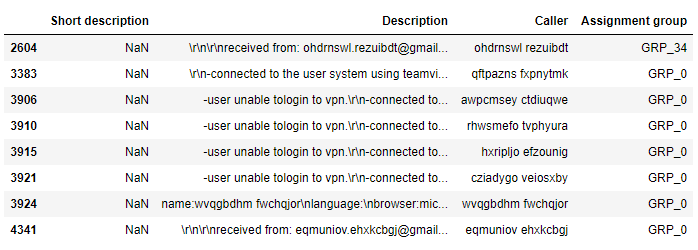 Short description Description Caller Assignment group
2604 NaN \r\n\r\nreceived from: ohdrnswl.rezuibdt@gmail... ohdrnswl rezuibdt GRP_34
3383 NaN \r\n-connected to the user system using teamvi... qftpazns fxpnytmk GRP_0
3906 NaN -user unable tologin to vpn.\r\n-connected to... awpcmsey ctdiuqwe GRP_0
3910 NaN -user unable tologin to vpn.\r\n-connected to... rhwsmefo tvphyura GRP_0
3915 NaN -user unable tologin to vpn.\r\n-connected to... hxripljo efzounig GRP_0
3921 NaN -user unable tologin to vpn.\r\n-connected to... cziadygo veiosxby GRP_0
3924 NaN name:wvqgbdhm fwchqjor\nlanguage:\nbrowser:mic... wvqgbdhm fwchqjor GRP_0
4341 NaN \r\n\r\nreceived from: eqmuniov.ehxkcbgj@gmail... eqmuniov ehxkcbgj GRP_0